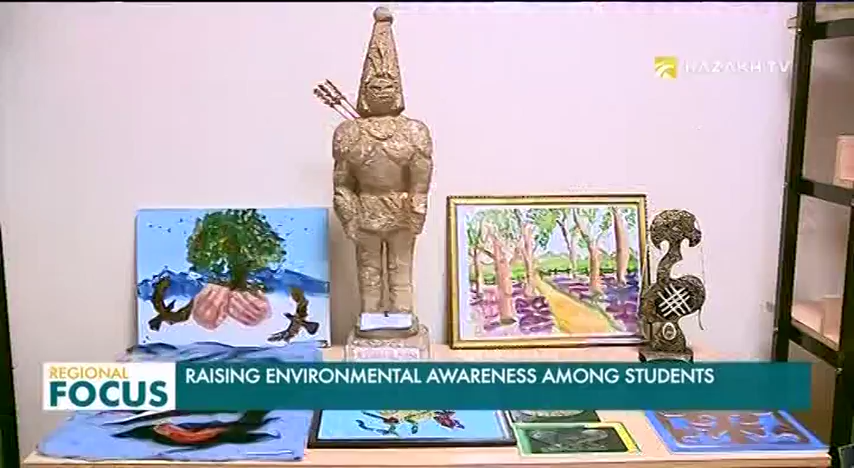 KAZAKH TV
REGIONAL
FOCUS
RAISING ENVIRONMENTAL AWARENESS AMONG STUDENTS